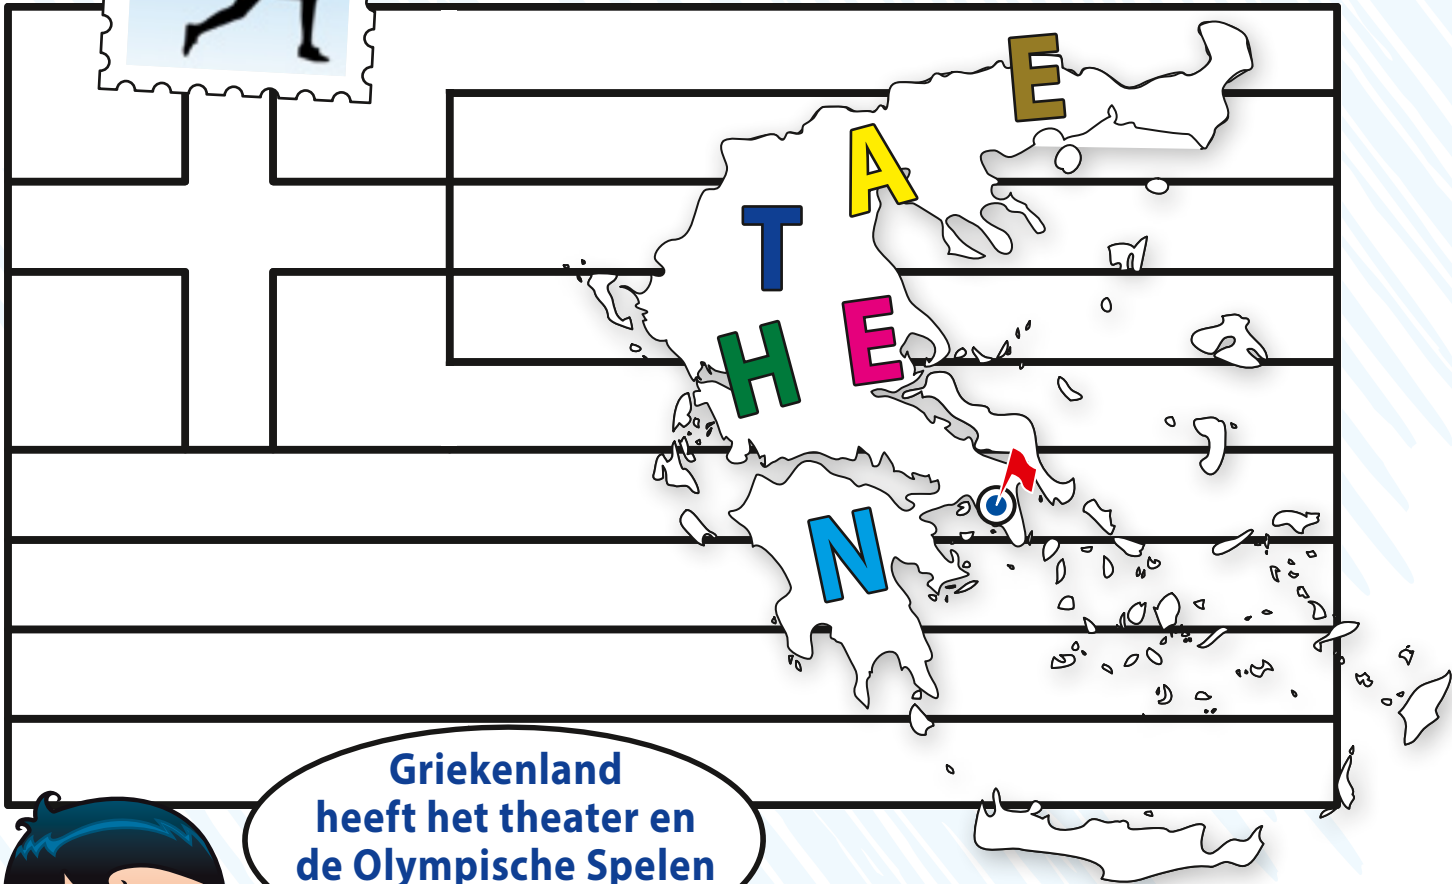 E
A
T
E
H
N
Griekenland
heeft het theater en
de Olympische Spelen